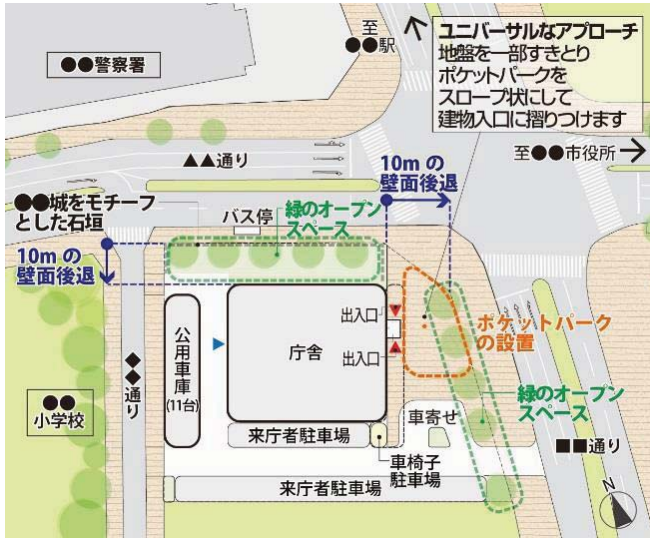 至
●●駅
ユニバーサルなアプローチ
地盤を一部すきとり
ポケットパークを
スロープ状にして
建物入口に摺りつけます
●●警察署
▲▲通り
10m の
壁面後退
至●●市役所
●●城をモチーフ
とした石垣
バス停
緑のオープン
スペース
10m の
壁面後退
出入口
ポケットパーク
の設置
公用車庫
(11台)
庁舎
出入口
◆◆通り
●●
小学校
緑のオープン
スペース
車寄せ
■■通り
来庁者駐車場
車椅子
駐車場
来庁者駐車場
N